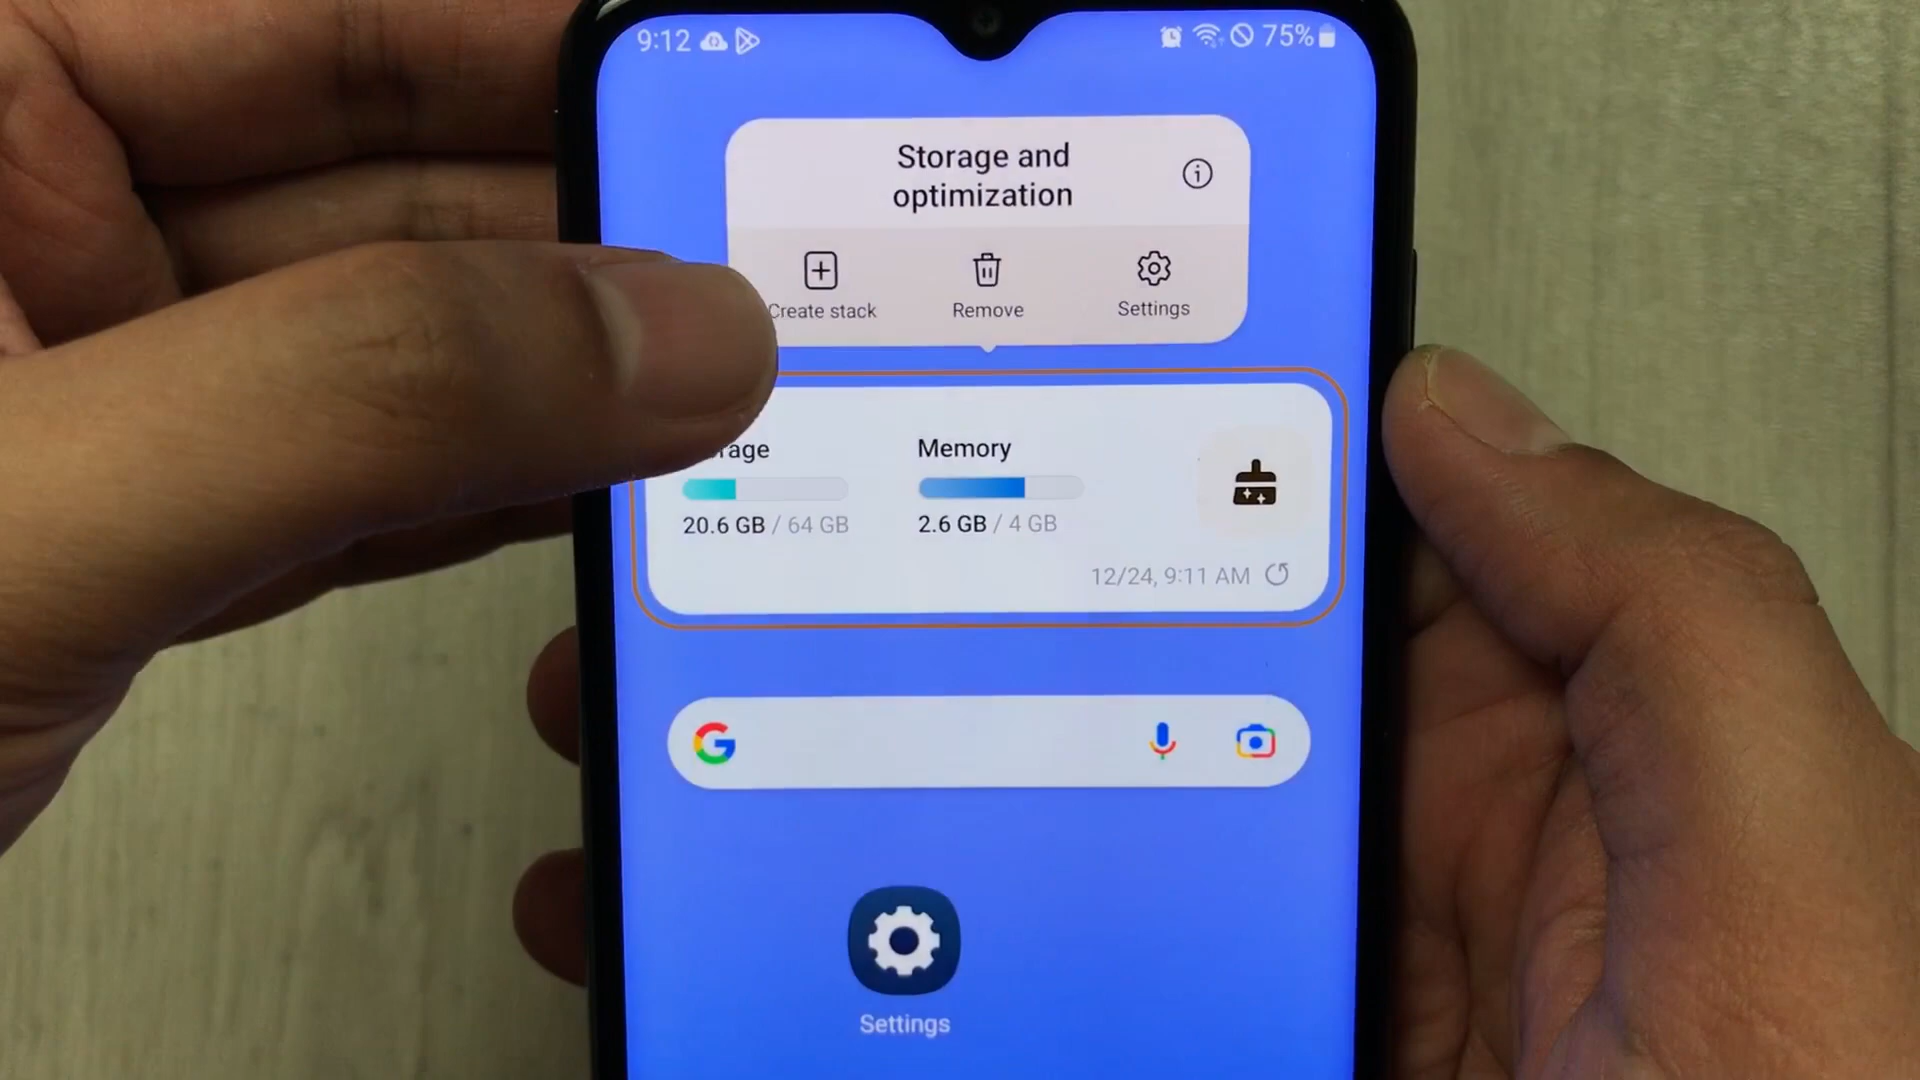 9:12
75%
Storage and
optimization
Create stack
Remove
Settings
Memory
20.6 GB / 64 GB
2.6 GB / 4 GB
12/24, 9:11 AM
Settings